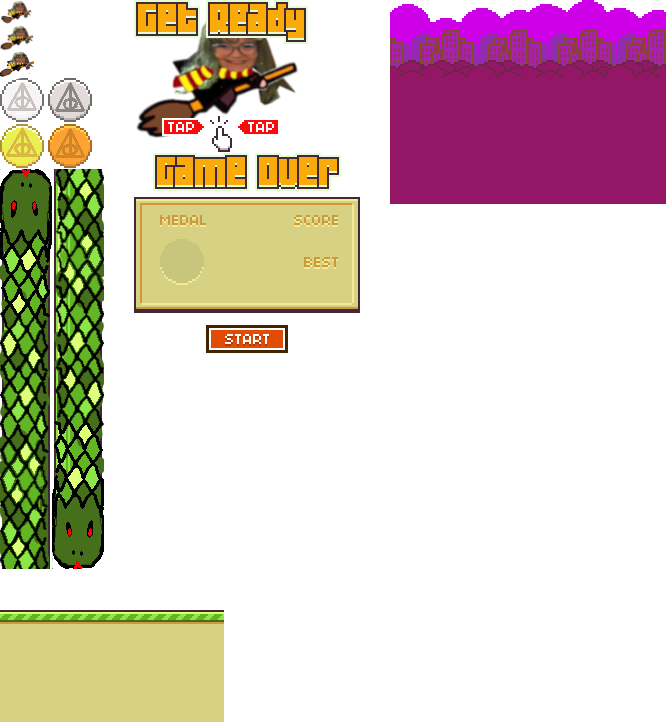 Get Ready
TAP TAP
Game Over
MEDAL SCORE
BEST
START